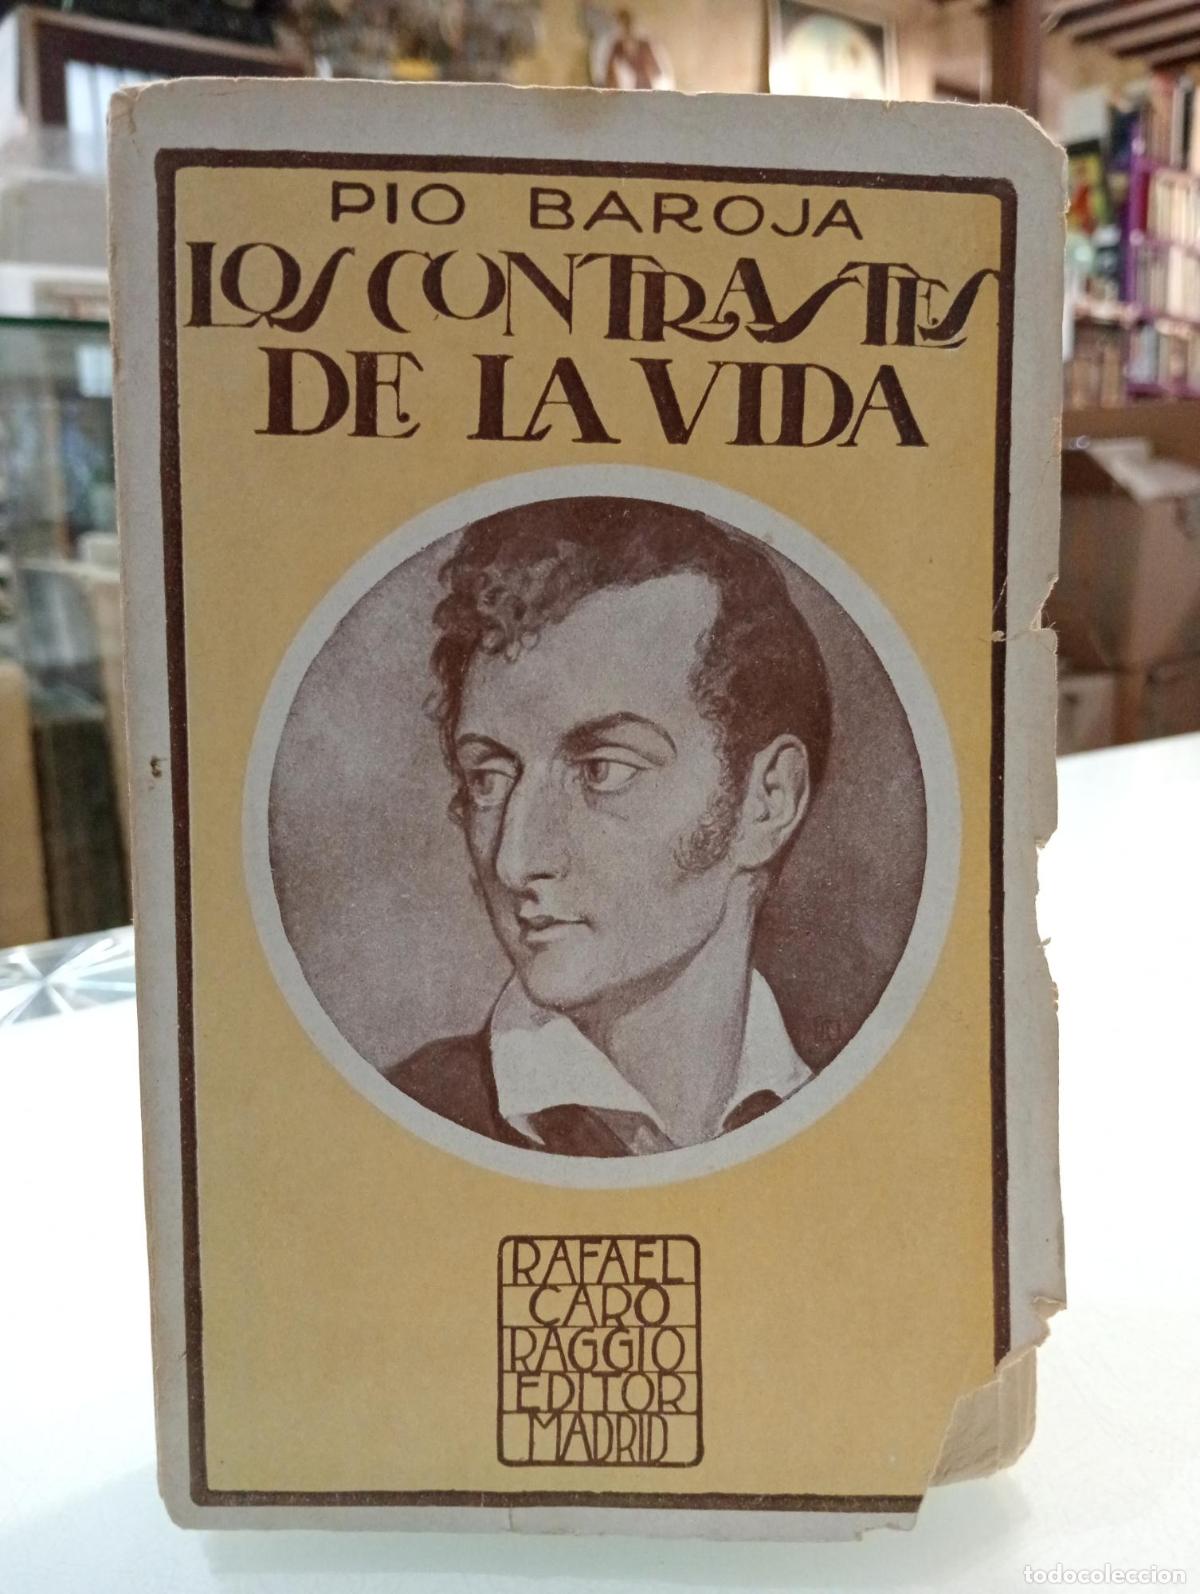 PIO BAROJA
LOS CONTRASTES
DE LA VIDA
RAFAEL
CARO
RAGGIO
EDITOR
MADRID
todocoleccion